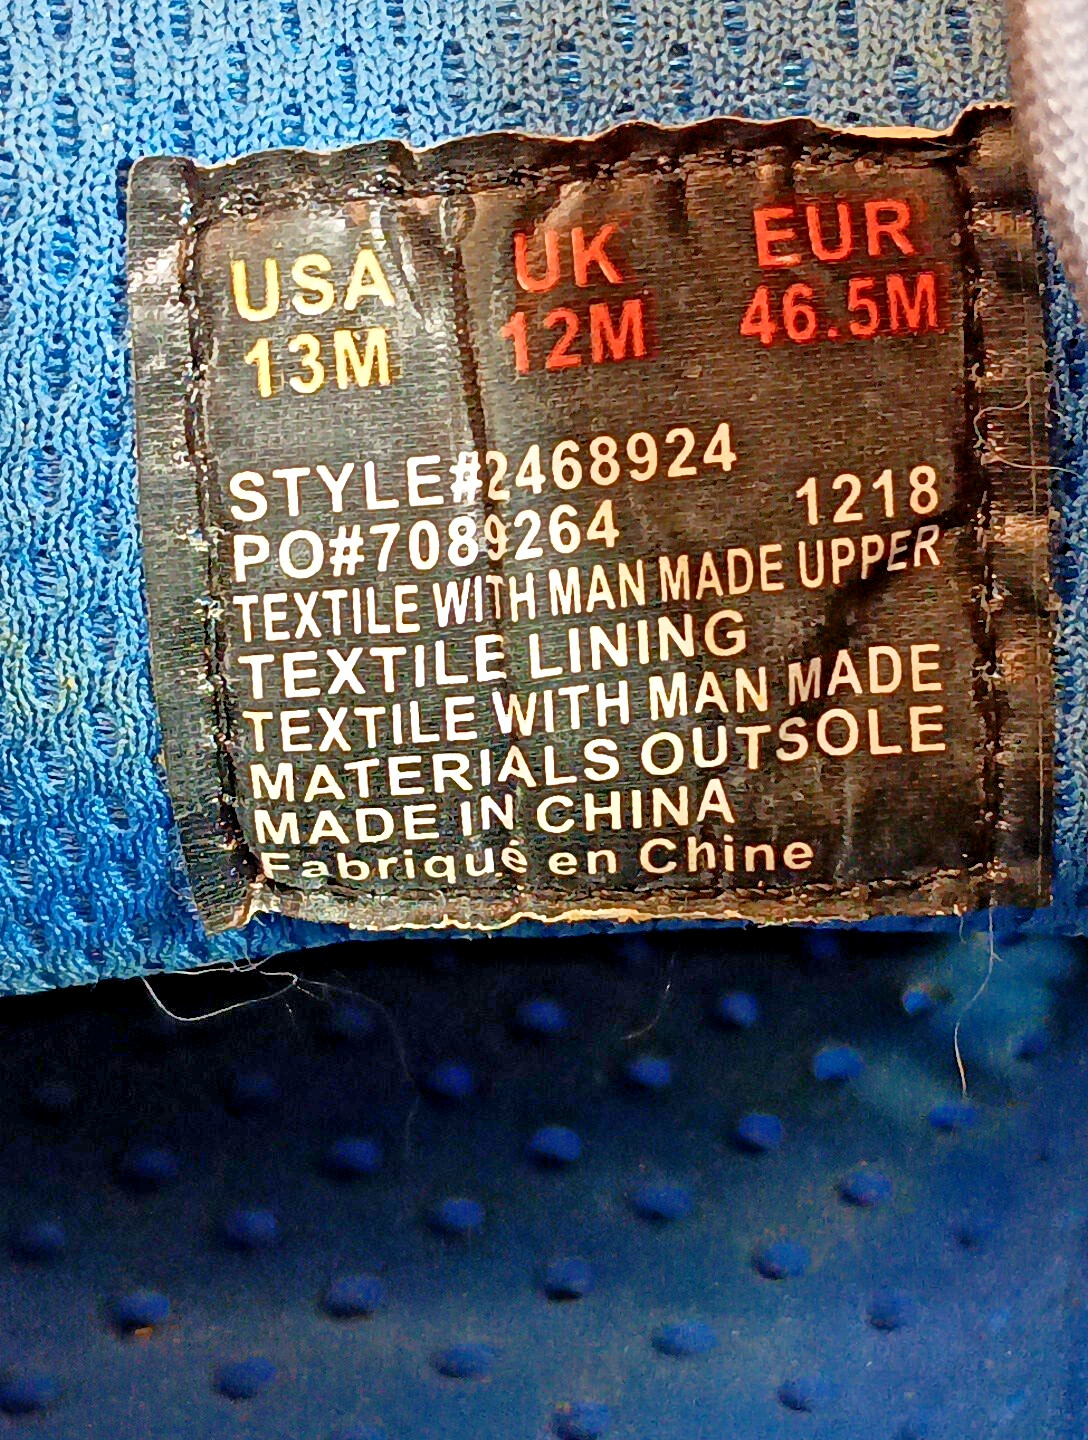 USA UK EUR
13M 12M 46.5M
STYLE#2468924
PO#7089264 1218
TEXTILE WITH MAN MADE UPPER
TEXTILE LINING
TEXTILE WITH MAN MADE
MATERIALS OUTSOLE
MADE IN CHINA
Fabriqué en Chine